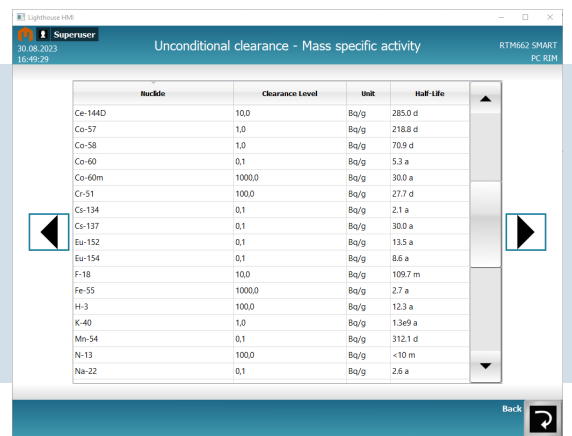 Lighthouse HMI
Superuser
30.08.2023
16:49:29
Unconditional clearance - Mass specific activity
RTM662 SMART
PC RIM
Nuclide Clearance Level Unit Half-Life
Ce-144D 10,0 Bq/g 285.0 d
Co-57 1,0 Bq/g 218.8 d
Co-58 1,0 Bq/g 70.9 d
Co-60 0,1 Bq/g 5.3 a
Co-60m 1000,0 Bq/g 30.0 a
Cr-51 100,0 Bq/g 27.7 d
Cs-134 0,1 Bq/g 2.1 a
Cs-137 0,1 Bq/g 30.0 a
Eu-152 0,1 Bq/g 13.5 a
Eu-154 0,1 Bq/g 8.6 a
F-18 10,0 Bq/g 109.7 m
Fe-55 1000,0 Bq/g 2.7 a
H-3 100,0 Bq/g 12.3 a
K-40 1,0 Bq/g 1.3e9 a
Mn-54 0,1 Bq/g 312.1 d
N-13 100,0 Bq/g <10 m
Na-22 0,1 Bq/g 2.6 a
Back